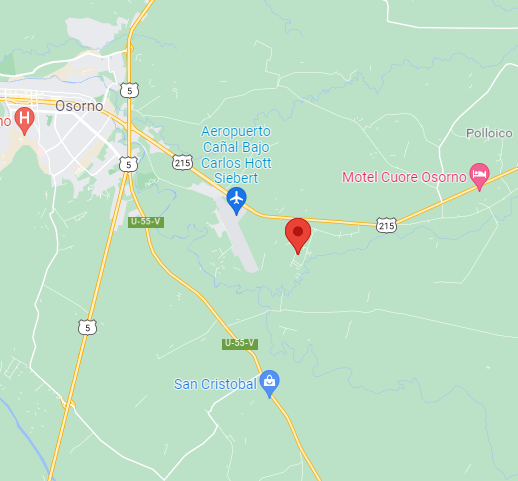 5
Osorno
H
no
Aeropuerto
Cañal Bajo
Carlos Hott
Siebert
Polloico
5
215
Motel Cuore Osorno
U-55-V
215
5
U-55-V
San Cristobal